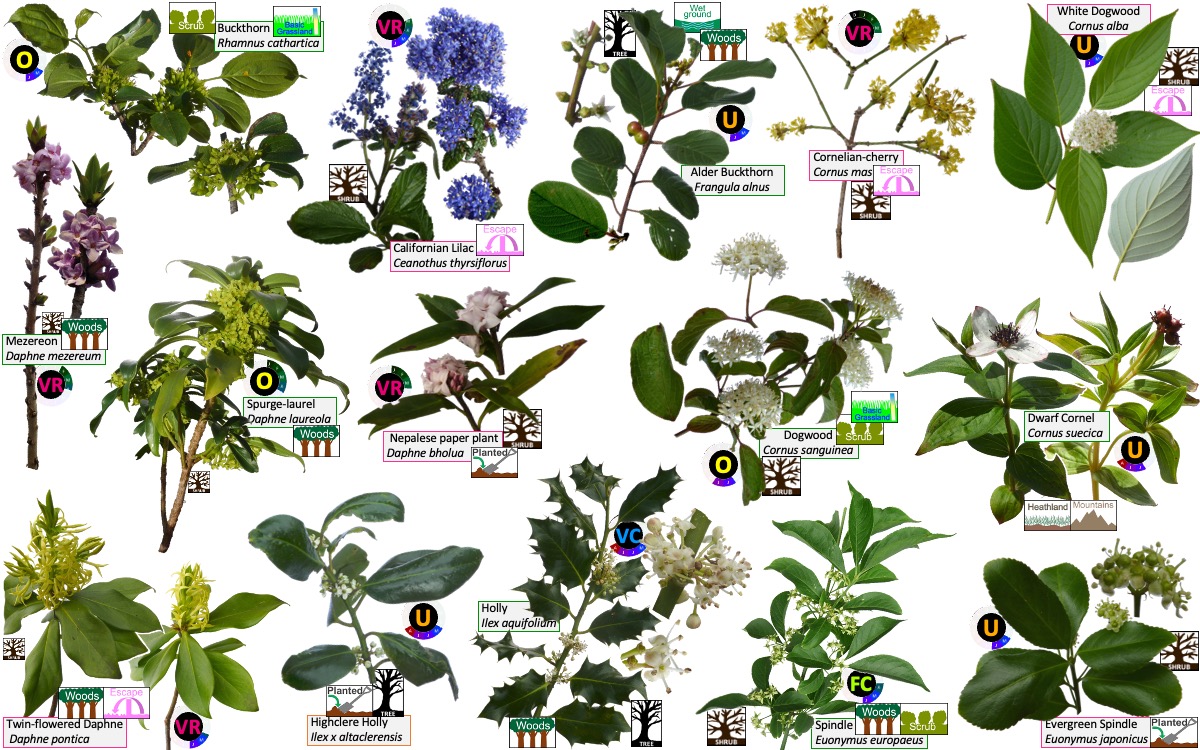 Scrub
Buckthorn
Rhamnus cathartica
Basic
Grassland
O
VR
SHRUB
Californian Lilac
Ceanothus thyrsiflorus
Escape
TREE
Wet
ground
Woods
U
Alder Buckthorn
Frangula alnus
VR
Cornelian-cherry
Cornus mas
Escape
SHRUB
White Dogwood
Cornus alba
U
SHRUB
Escape
SHRUB
Woods
Mezereon
Daphne mezereum
VR
O
Spurge-laurel
Daphne laureola
Woods
SHRUB
VR
Nepalese paper plant
Daphne bholua
SHRUB
Planted
Basic
Grassland
Scrub
Dogwood
Cornus sanguinea
O
SHRUB
Dwarf Cornel
Cornus suecica
U
Heathland
Mountains
SHRUB
Woods
Escape
Twin-flowered Daphne
Daphne pontica
VR
U
Planted
TREE
Highclere Holly
Ilex x altaclerensis
VC
Holly
Ilex aquifolium
Woods
TREE
FC
SHRUB
Woods
Scrub
Spindle
Euonymus europaeus
U
SHRUB
Evergreen Spindle
Euonymus japonicus
Planted